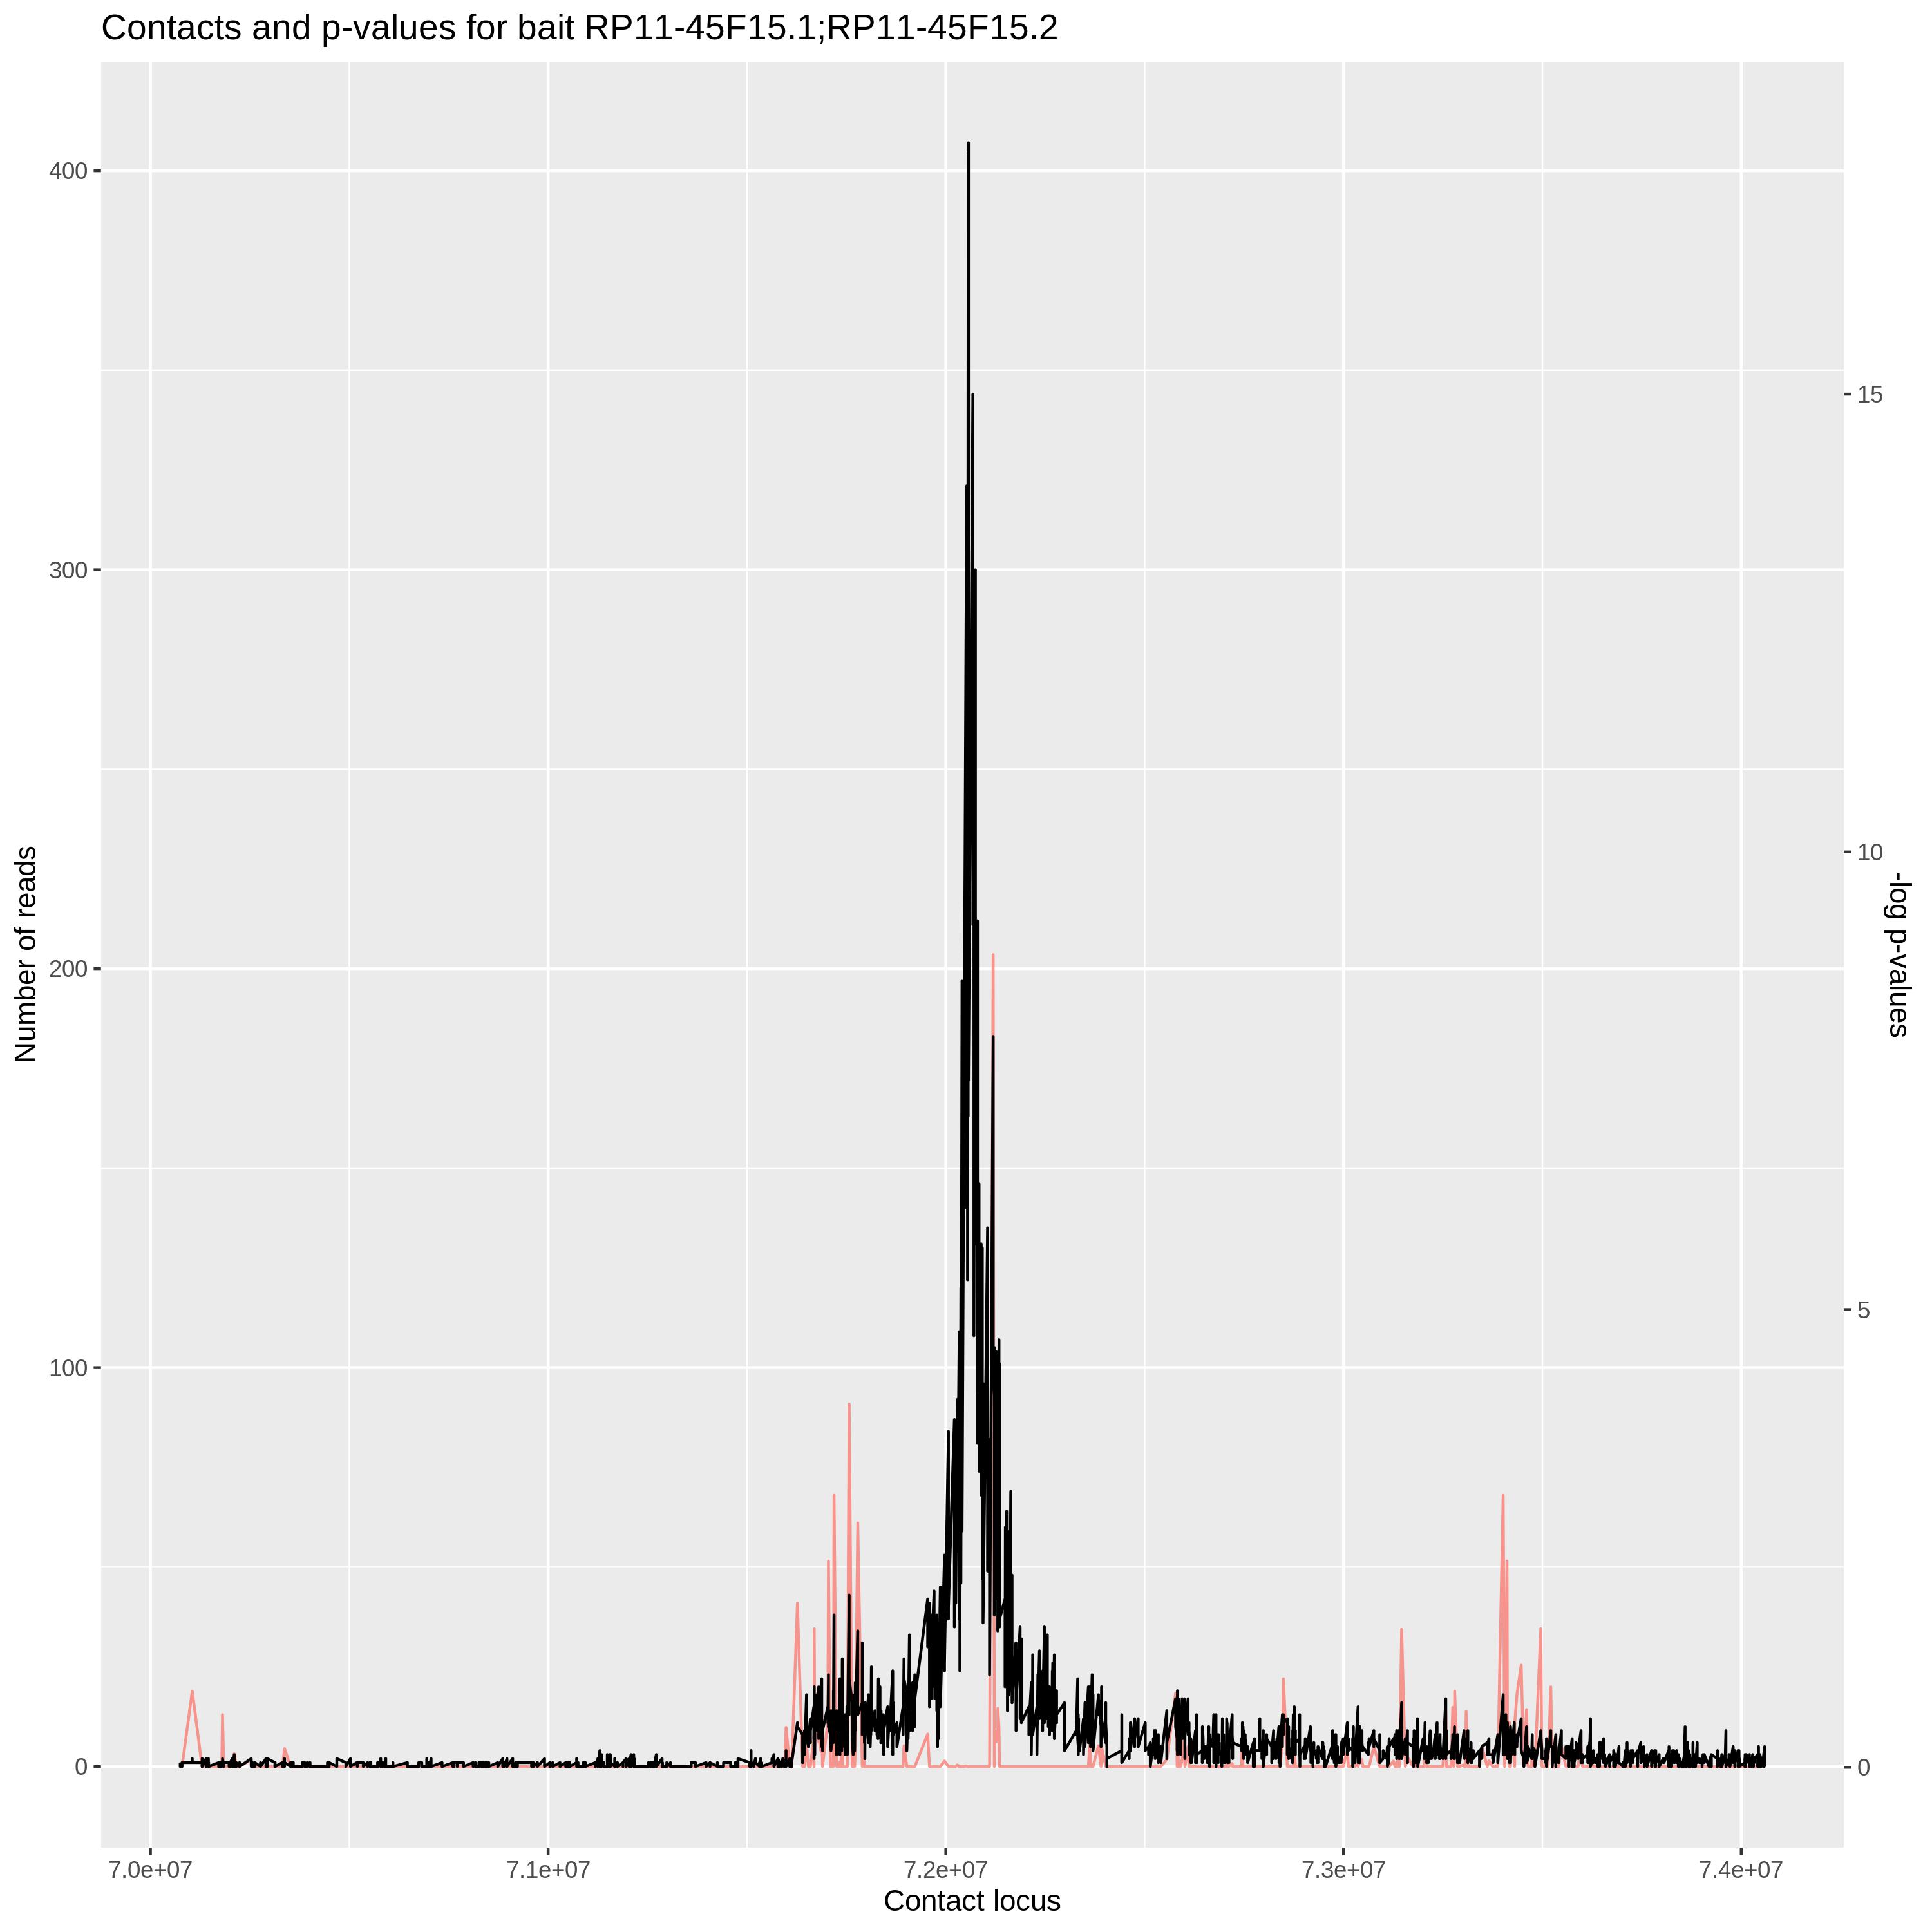 Contacts and p-values for bait RP11-45F15.1;RP11-45F15.2
400
300
200
100
0
Number of reads
15
10
5
0
-log p-values
7.0e+07 7.1e+07 7.2e+07 7.3e+07 7.4e+07
Contact locus